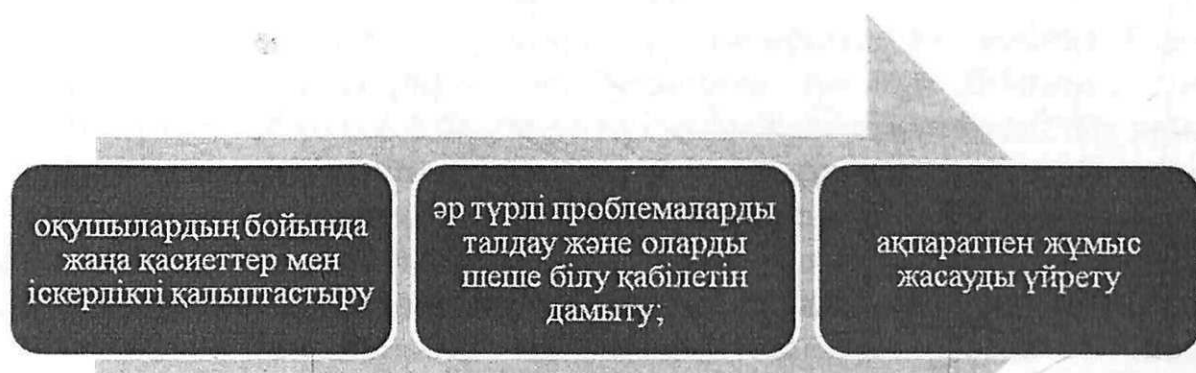 оқушылардың бойында
жаңа қасиеттер мен
іскерлікті қалыптастыру
әр түрлі проблемаларды
талдау және оларды
шеше білу қабілетін
дамыту;
ақпаратпен жұмыс
жасауды үйрету